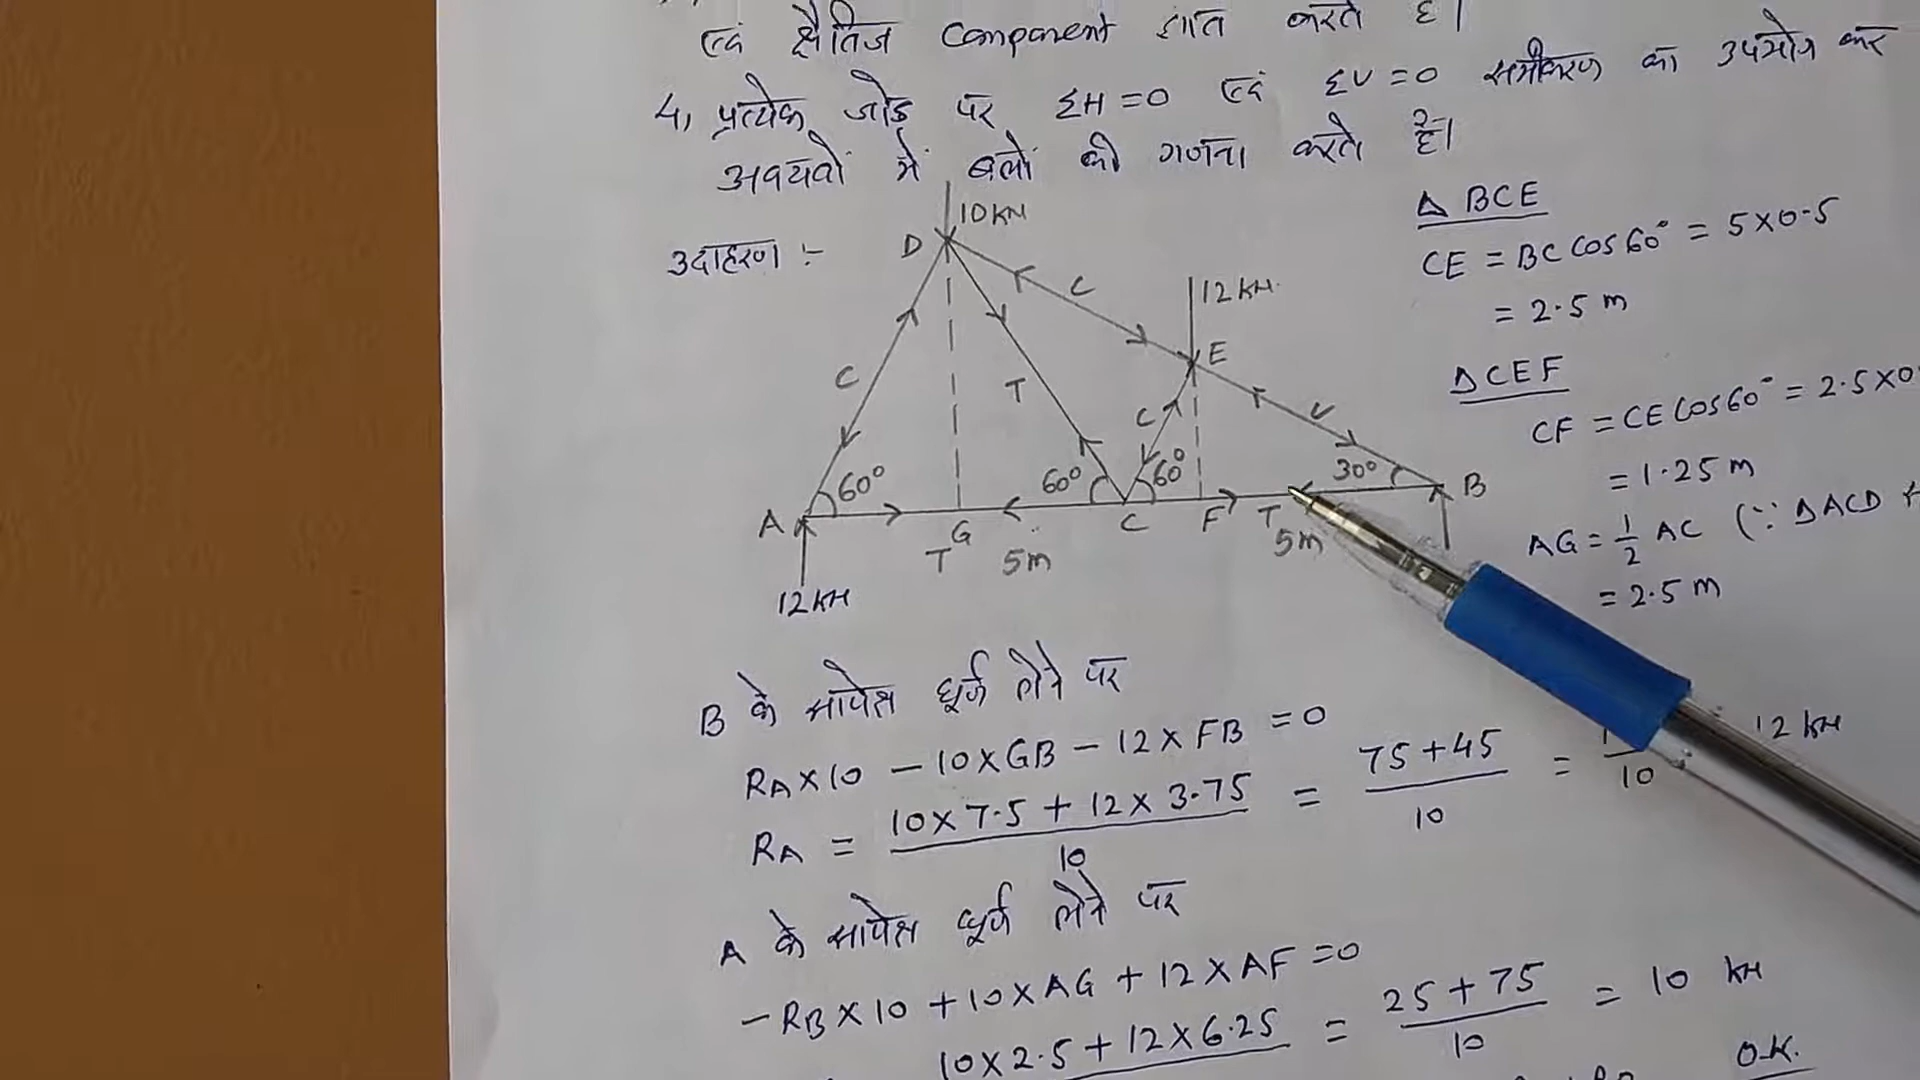 एवं क्षैतिज Component ज्ञात करते है।
4, प्रत्येक जोड पर ΣH = 0 एवं ΣV = 0 समीकरण का उपयोग कर
अवयवों में बलों की गणना करते है।
उदाहरण :-
10 KN
D
C
12 KN.
E
T
C
C
60°
60°
60°
30°
A
G
C
F
B
T
5m
T
5m
12 KN
Δ BCE
CE = BC Cos 60° = 5 X 0.5
= 2.5 m
Δ CEF
CF = CE Cos 60° = 2.5 X 0
= 1.25 m
AG = 1/2 AC (∵ Δ ACD
= 2.5 m
B के सापेक्ष घूर्ण लेने पर
RA X 10 - 10 X GB - 12 X FB = 0
RA = 10 X 7.5 + 12 X 3.75 / 10 = 75 + 45 / 10 = 10 12 KN
A के सापेक्ष घूर्ण लेने पर
- RB X 10 + 10 X AG + 12 X AF = 0
10 X 2.5 + 12 X 6.25 = 25 + 75 / 10 = 10 KN
O.K.